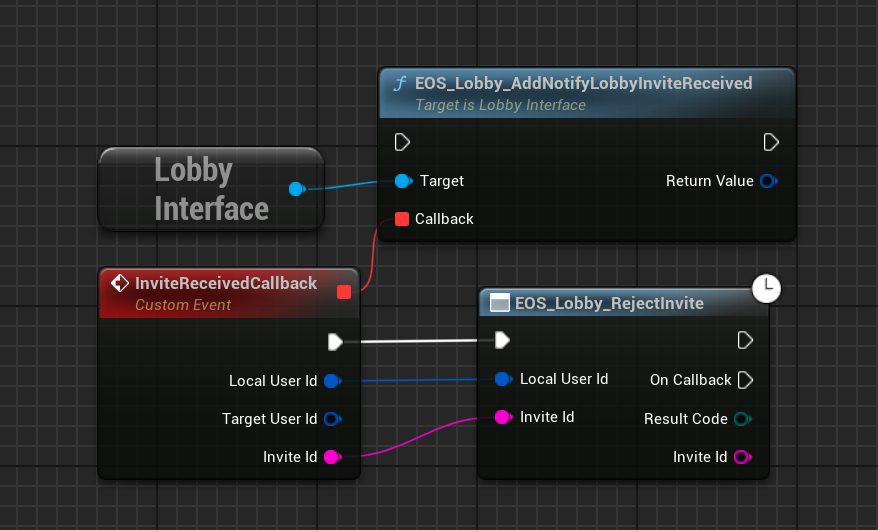 EOS_Lobby_AddNotifyLobbyInviteReceived
Target is Lobby Interface
Lobby
Interface
Target
Return Value
Callback
InviteReceivedCallback
Custom Event
Local User Id
Target User Id
Invite Id
EOS_Lobby_RejectInvite
Local User Id
On Callback
Invite Id
Result Code
Invite Id